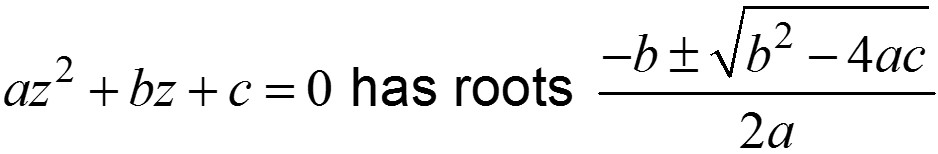 az² + bz + c = 0 has roots (−b ± √(b² − 4ac)) / 2a